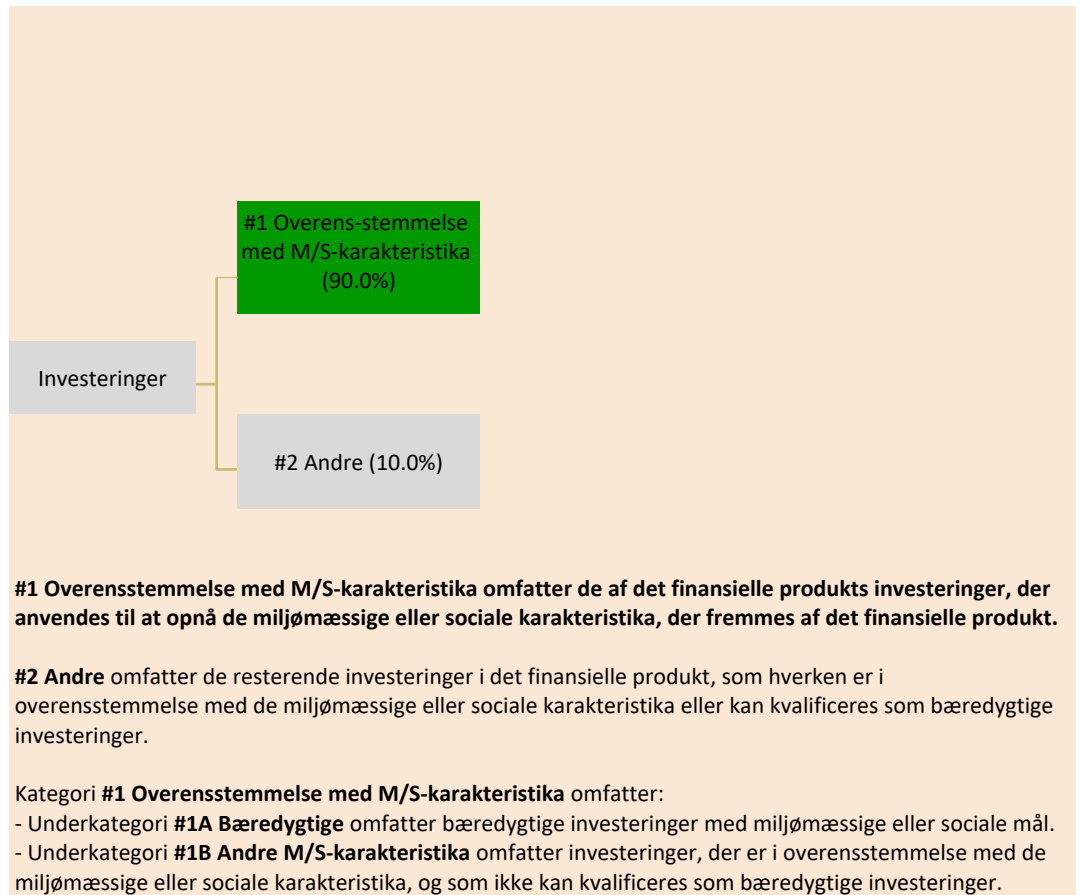 #1 Overens-stemmelse
med M/S-karakteristika
(90.0%)
Investeringer
#2 Andre (10.0%)
#1 Overensstemmelse med M/S-karakteristika omfatter de af det finansielle produkts investeringer, der
anvendes til at opnå de miljømæssige eller sociale karakteristika, der fremmes af det finansielle produkt.
#2 Andre omfatter de resterende investeringer i det finansielle produkt, som hverken er i
overensstemmelse med de miljømæssige eller sociale karakteristika eller kan kvalificeres som bæredygtige
investeringer.
Kategori #1 Overensstemmelse med M/S-karakteristika omfatter:
- Underkategori #1A Bæredygtige omfatter bæredygtige investeringer med miljømæssige eller sociale mål.
- Underkategori #1B Andre M/S-karakteristika omfatter investeringer, der er i overensstemmelse med de
miljømæssige eller sociale karakteristika, og som ikke kan kvalificeres som bæredygtige investeringer.